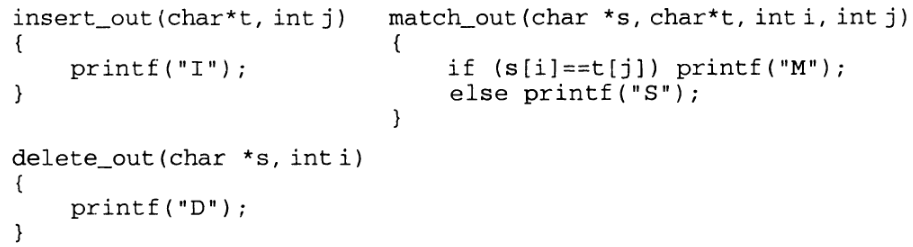 insert_out(char*t, int j)    match_out(char *s, char*t, int i, int j)
{                            {
    printf("I");                 if (s[i]==t[j]) printf("M");
}                                else printf("S");
                             }
delete_out(char *s, int i)
{
    printf("D");
}